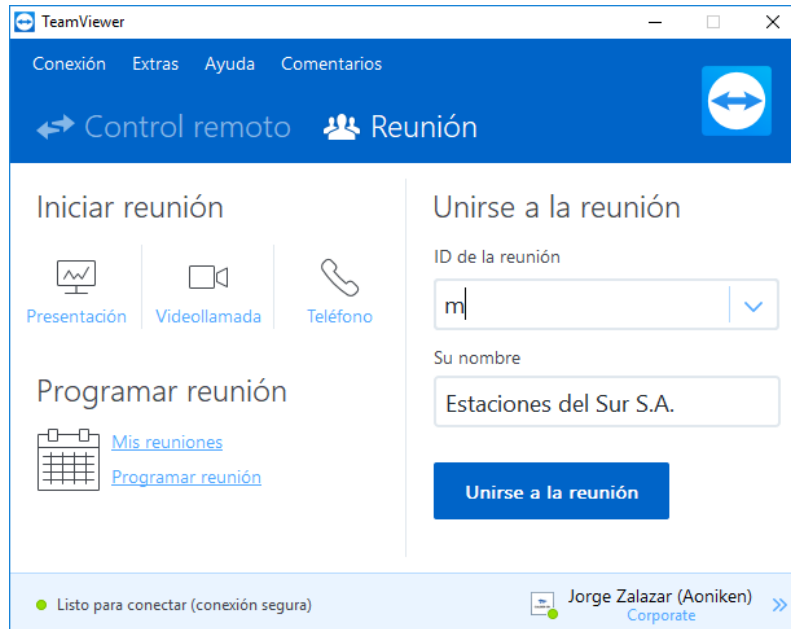 TeamViewer
Conexión Extras Ayuda Comentarios
Control remoto Reunión
Iniciar reunión
Presentación Videollamada Teléfono
Programar reunión
Mis reuniones
Programar reunión
Unirse a la reunión
ID de la reunión
m
Su nombre
Estaciones del Sur S.A.
Unirse a la reunión
Listo para conectar (conexión segura)
Jorge Zalazar (Aoniken)
Corporate